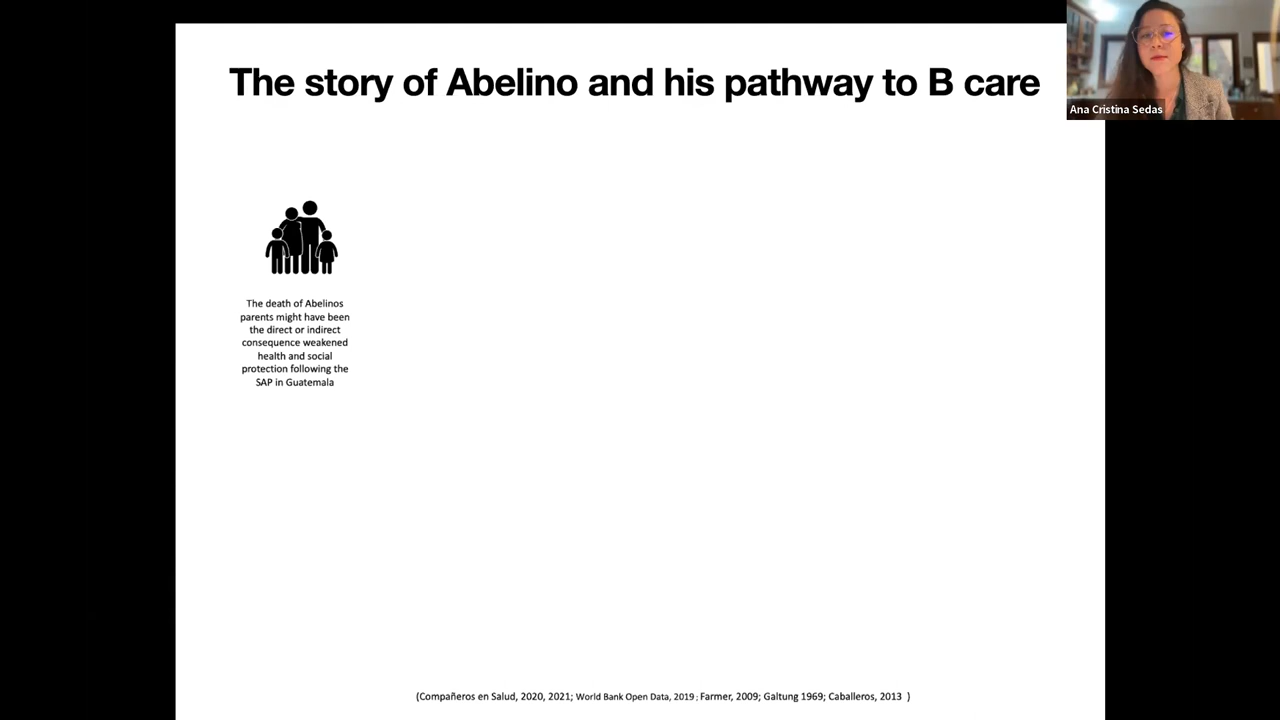 The story of Abelino and his pathway to B care
Ana Cristina Sedas
The death of Abelinos
parents might have been
the direct or indirect
consequence weakened
health and social
protection following the
SAP in Guatemala
(Compañeros en Salud, 2020, 2021; World Bank Open Data, 2019 ; Farmer, 2009; Galtung 1969; Caballeros, 2013 )